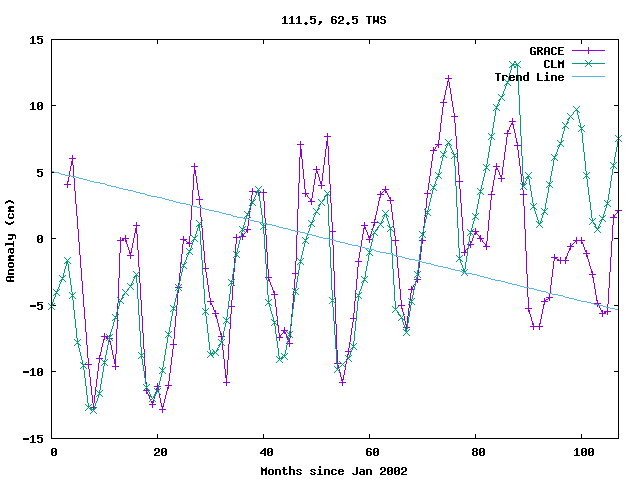 111.5, 62.5 TWS
GRACE
CLM
Trend Line
15
10
5
0
-5
-10
-15
Anomaly (cm)
0 20 40 60 80 100
Months since Jan 2002